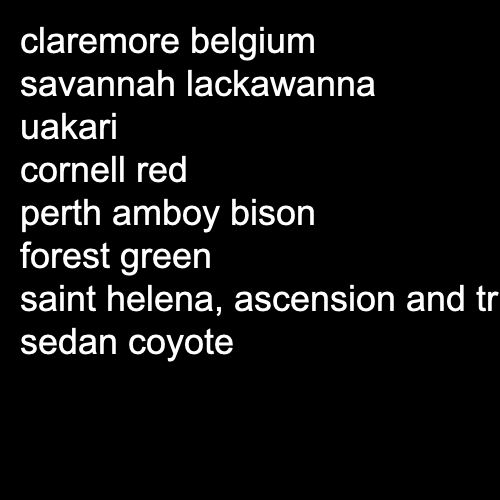 claremore belgium
savannah lackawanna
uakari
cornell red
perth amboy bison
forest green
saint helena, ascension and tr
sedan coyote